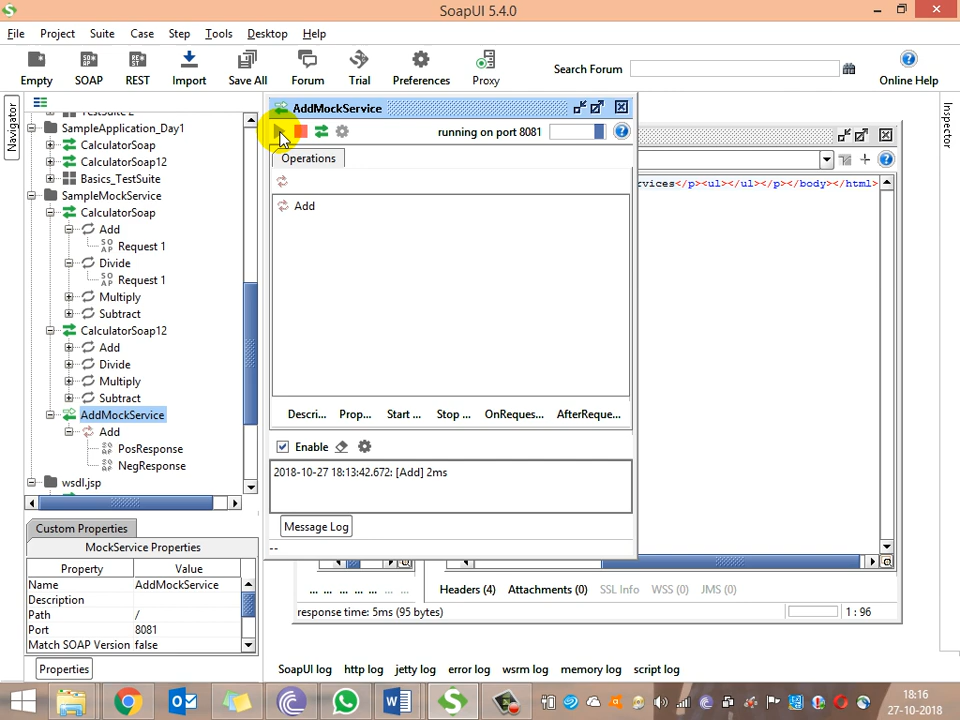 SoapUI 5.4.0
File Project Suite Case Step Tools Desktop Help
Empty SOAP REST Import Save All Forum Trial Preferences Proxy
Search Forum
Online Help
Navigator
SampleApplication_Day1
CalculatorSoap
CalculatorSoap12
Basics_TestSuite
SampleMockService
CalculatorSoap
Add
Request 1
Divide
Request 1
Multiply
Subtract
CalculatorSoap12
Add
Divide
Multiply
Subtract
AddMockService
Add
PosResponse
NegResponse
wsdl.jsp
Custom Properties
MockService Properties
Property Value
Name AddMockService
Description
Path /
Port 8081
Match SOAP Version false
Properties
AddMockService
running on port 8081
Operations
Add
Descri... Prop... Start ... Stop ... OnReques... AfterReque...
Enable
2018-10-27 18:13:42.672: [Add] 2ms
Message Log
--
rvices</p><ul></ul></p></body></html>
... ... ... ... ... ...
Headers (4) Attachments (0) SSL Info WSS (0) JMS (0)
response time: 5ms (95 bytes)
1 : 96
Inspector
SoapUI log http log jetty log error log wsrm log memory log script log
18:16
27-10-2018